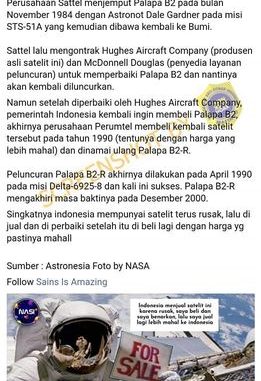 Perusahaan Sattel menjemput Palapa B2 pada bulan
November 1984 dengan Astronot Dale Gardner pada misi
STS-51A yang kemudian dibawa kembali ke Bumi.
Sattel lalu mengontrak Hughes Aircraft Company (produsen
asli satelit ini) dan McDonnell Douglas (penyedia layanan
peluncuran) untuk memperbaiki Palapa B2 dan nantinya
akan kembali diluncurkan.
Namun setelah diperbaiki oleh Hughes Aircraft Company,
pemerintah Indonesia kembali ingin membeli Palapa B2,
akhirnya perusahaan Perumtel membeli kembali satelit
tersebut pada tahun 1990 (tentunya dengan harga yang
lebih mahal) dan dinamai ulang Palapa B2-R.
Peluncuran Palapa B2-R akhirnya dilakukan pada April 1990
pada misi Delta-6925-8 dan kali ini sukses. Palapa B2-R
mengakhiri masa baktinya pada Desember 2000.
Singkatnya indonesia mempunyai satelit terus rusak, lalu di
jual dan di perbaiki setelah itu di beli lagi dengan harga yg
pastinya mahall
Sumber : Astronesia Foto by NASA
Follow Sains Is Amazing
NASI
Indonesia menjual satelit ini
karena rusak, saya beli dan
saya benarkan, lalu saya jual
lagi lebih mahal ke indonesia
FOR
SALE